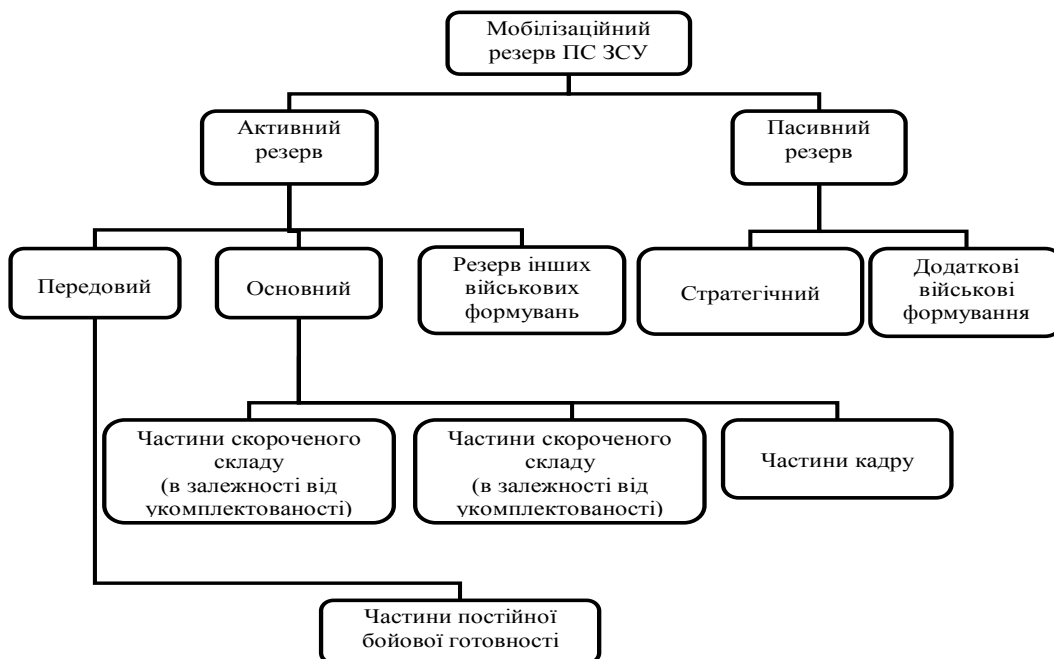 Мобілізаційний
резерв ПС ЗСУ
Активний
резерв
Пасивний
резерв
Передовий
Основний
Резерв інших
військових
формувань
Стратегічний
Додаткові
військові
формування
Частини скороченого
складу
(в залежності від
укомплектованості)
Частини скороченого
складу
(в залежності від
укомплектованості)
Частини кадру
Частини постійної
бойової готовності